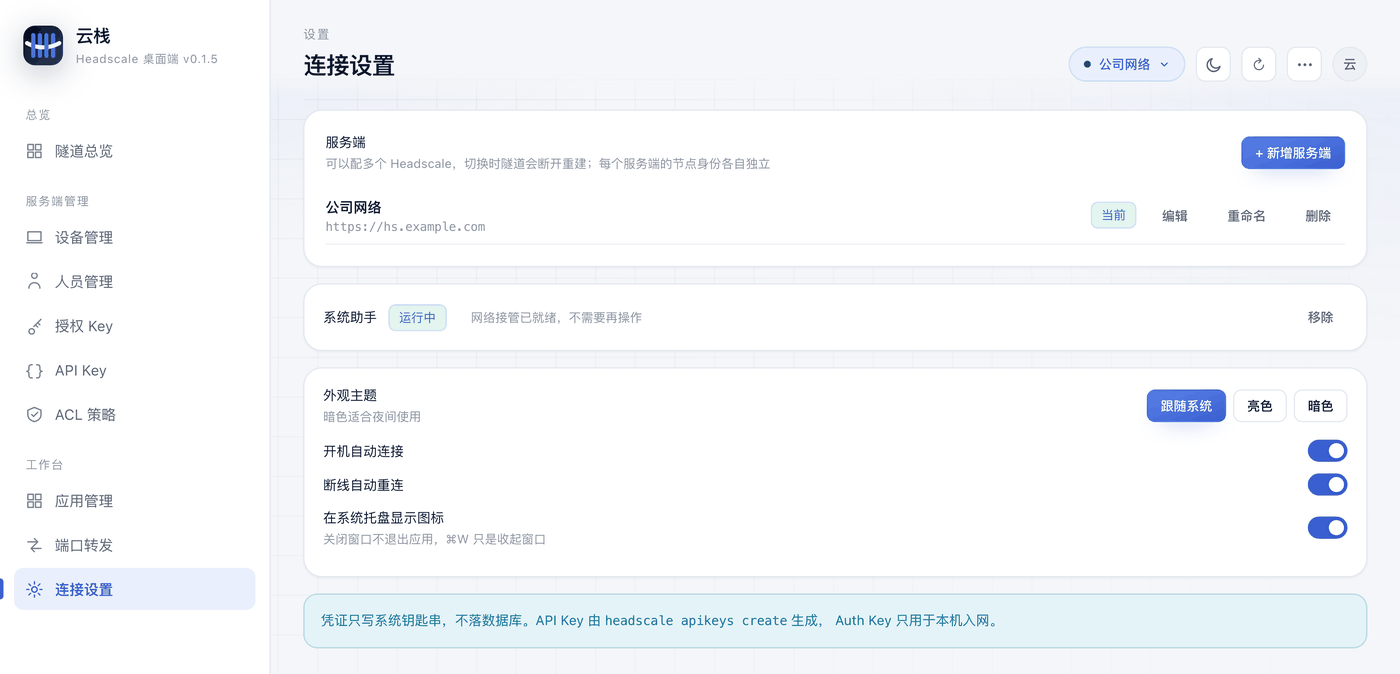 云栈
Headscale 桌面端 v0.1.5
总览
隧道总览
服务端管理
设备管理
人员管理
授权 Key
API Key
ACL 策略
工作台
应用管理
端口转发
连接设置
设置
连接设置
公司网络
云
服务端
可以配多个 Headscale，切换时隧道会断开重建；每个服务端的节点身份各自独立
+ 新增服务端
公司网络
https://hs.example.com
当前 编辑 重命名 删除
系统助手 运行中 网络接管已就绪，不需要再操作 移除
外观主题
暗色适合夜间使用
跟随系统 亮色 暗色
开机自动连接
断线自动重连
在系统托盘显示图标
关闭窗口不退出应用，⌘W 只是收起窗口
凭证只写系统钥匙串，不落数据库。API Key 由 headscale apikeys create 生成， Auth Key 只用于本机入网。